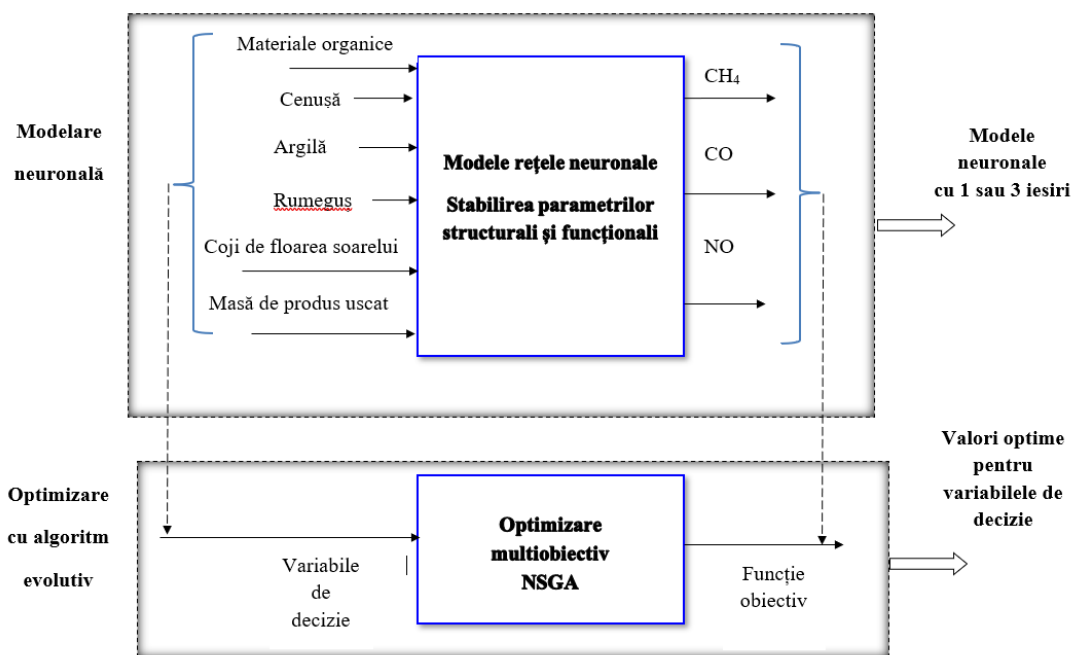 Modelare
neuronală
Materiale organice
Cenușă
Argilă
Rumeguș
Coji de floarea soarelui
Masă de produs uscat
Modele rețele neuronale
Stabilirea parametrilor
structurali și funcționali
CH₄
CO
NO
Modele
neuronale
cu 1 sau 3 iesiri
Optimizare
cu algoritm
evolutiv
Variabile
de
decizie
Optimizare
multiobiectiv
NSGA
Funcție
obiectiv
Valori optime
pentru
variabilele de
decizie